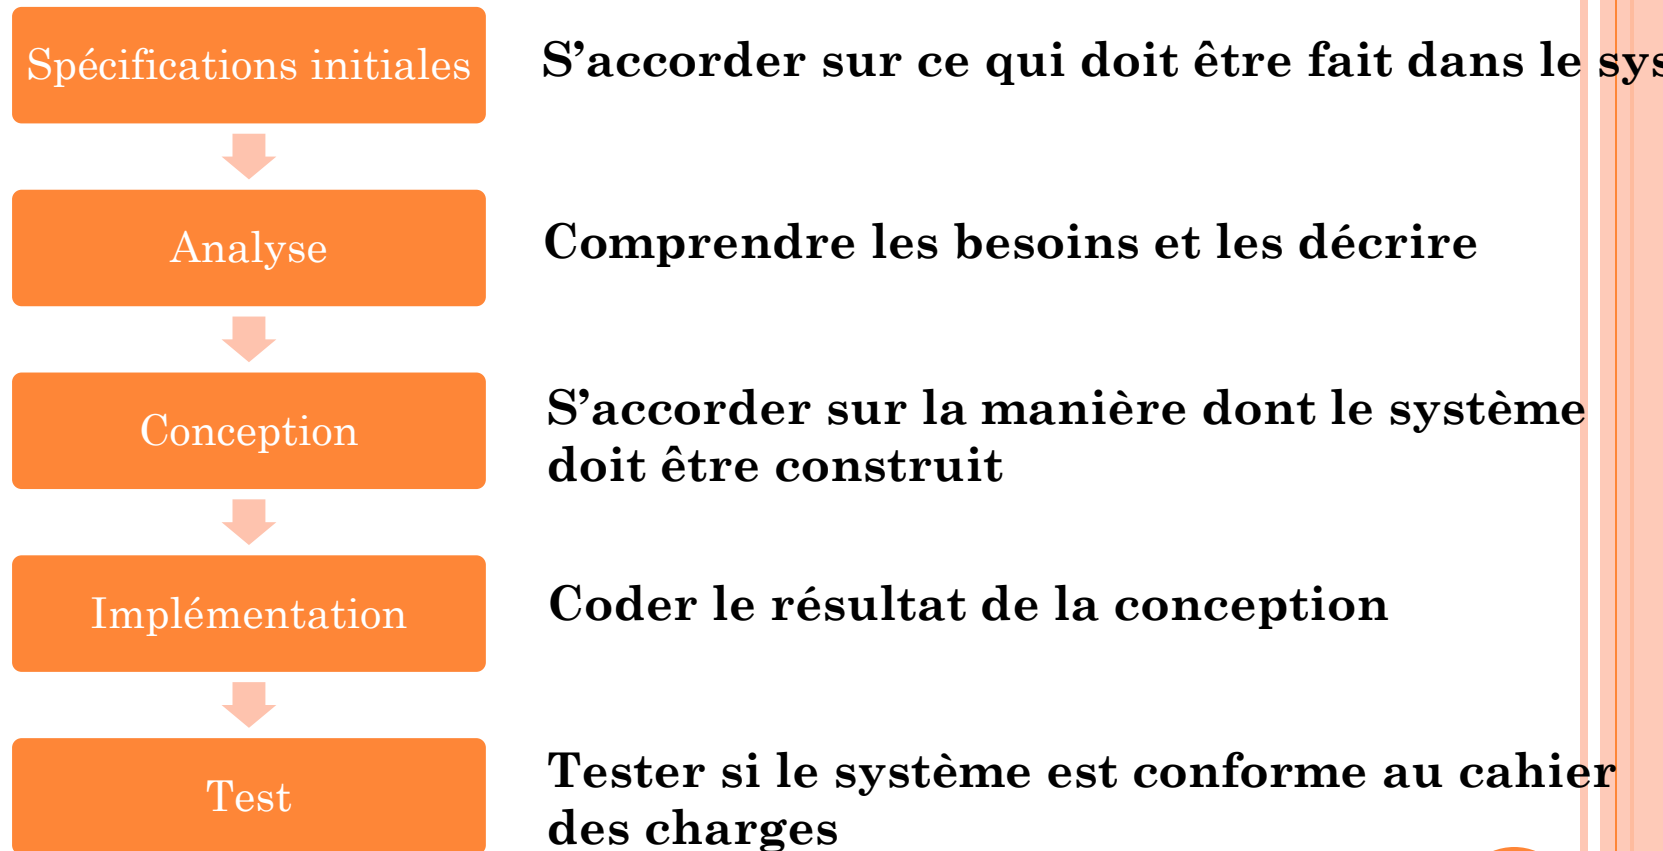 Spécifications initiales
S’accorder sur ce qui doit être fait dans le
Analyse
Comprendre les besoins et les décrire
Conception
S’accorder sur la manière dont le système
doit être construit
Implémentation
Coder le résultat de la conception
Test
Tester si le système est conforme au cahier
des charges